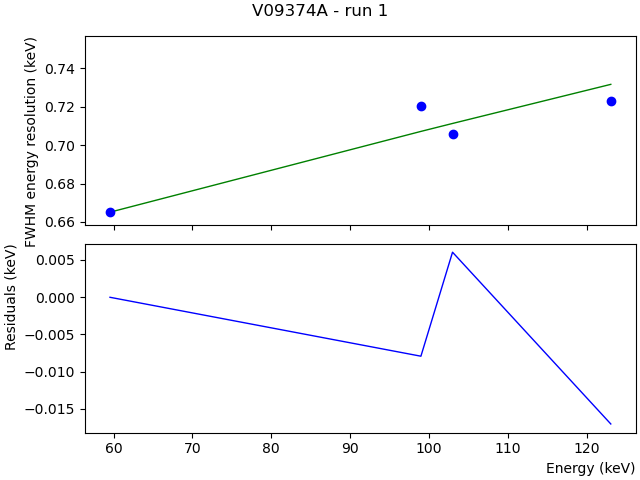 V09374A - run 1
FWHM energy resolution (keV)
0.74
0.72
0.70
0.68
0.66
Residuals (keV)
0.005
0.000
−0.005
−0.010
−0.015
60 70 80 90 100 110 120
Energy (keV)